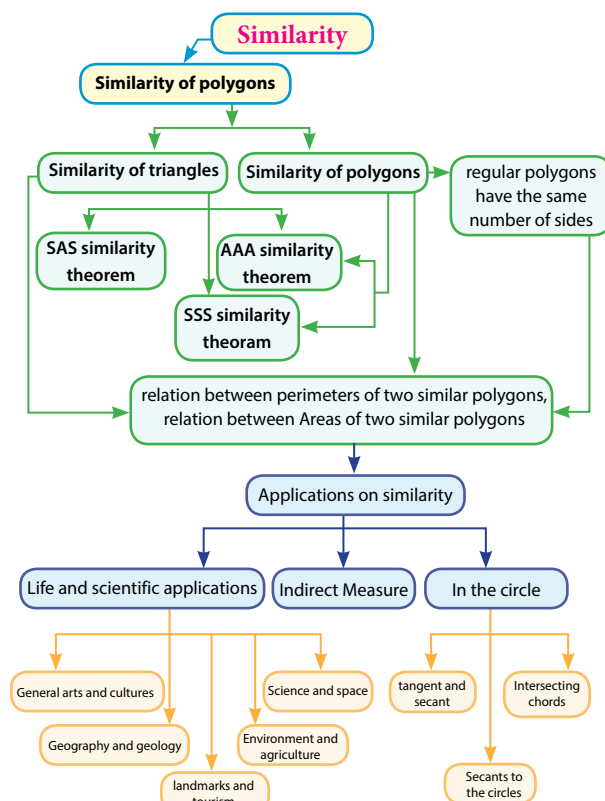 Similarity
Similarity of polygons
Similarity of triangles
Similarity of polygons
regular polygons
have the same
number of sides
SAS similarity
theorem
AAA similarity
theorem
SSS similarity
theoram
relation between perimeters of two similar polygons,
relation between Areas of two similar polygons
Applications on similarity
Life and scientific applications
Indirect Measure
In the circle
General arts and cultures
Science and space
tangent and
secant
Intersecting
chords
Geography and geology
Environment and
agriculture
landmarks and
tourism
Secants to
the circles